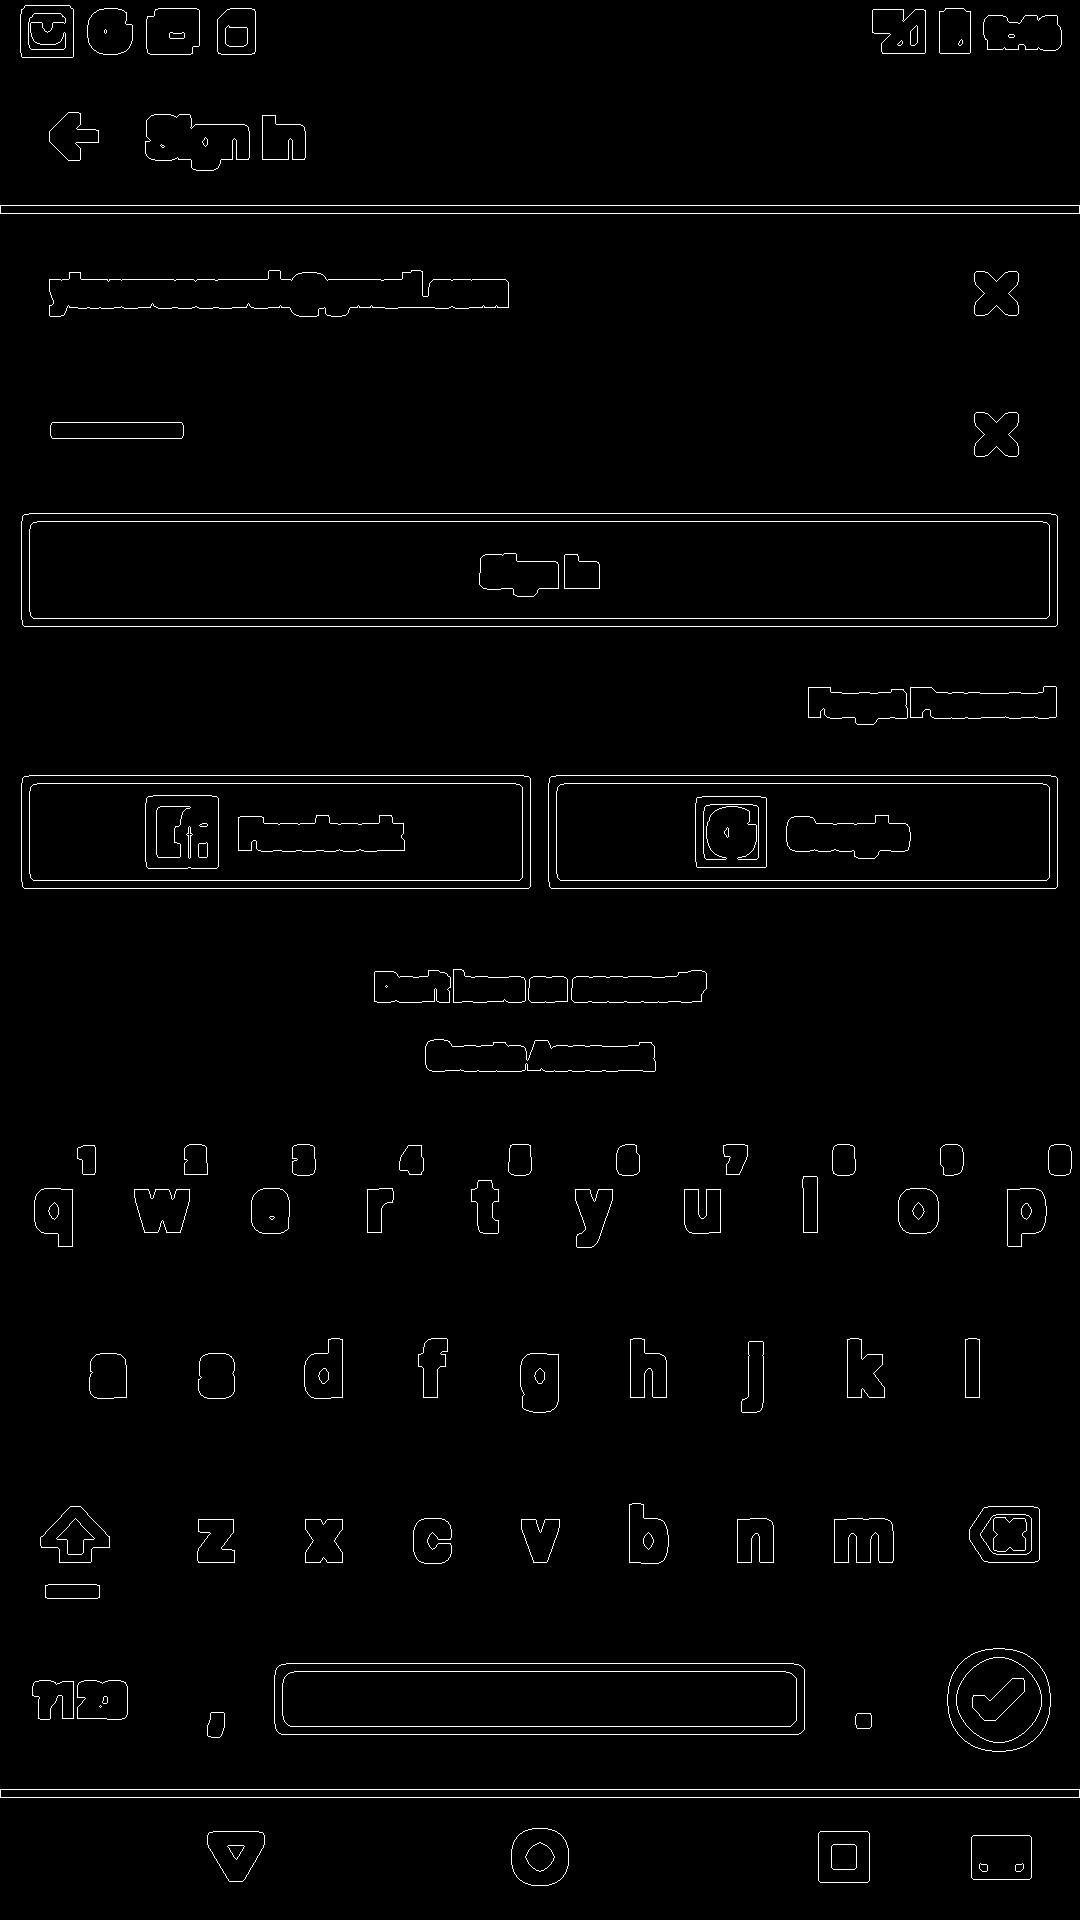 Sign in
Sign in
Forgot Password
Facebook
Google
Don't have an account?
Create Account
1 2 3 4 5 6 7 8 9 0
q w e r t y u l o p
a s d f g h j k l
z x c v b n m
?123 , .